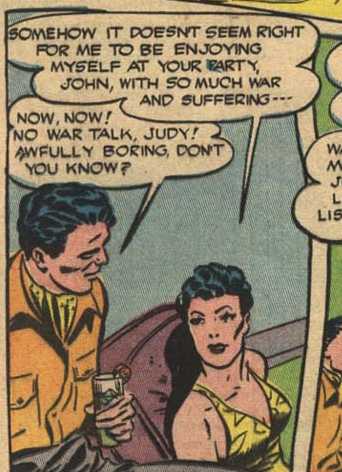 SOMEHOW IT DOESN'T SEEM RIGHT
FOR ME TO BE ENJOYING
MYSELF AT YOUR PARTY,
JOHN, WITH SO MUCH WAR
AND SUFFERING---
NOW, NOW!
NO WAR TALK, JUDY!
AWFULLY BORING, DON'T
YOU KNOW?